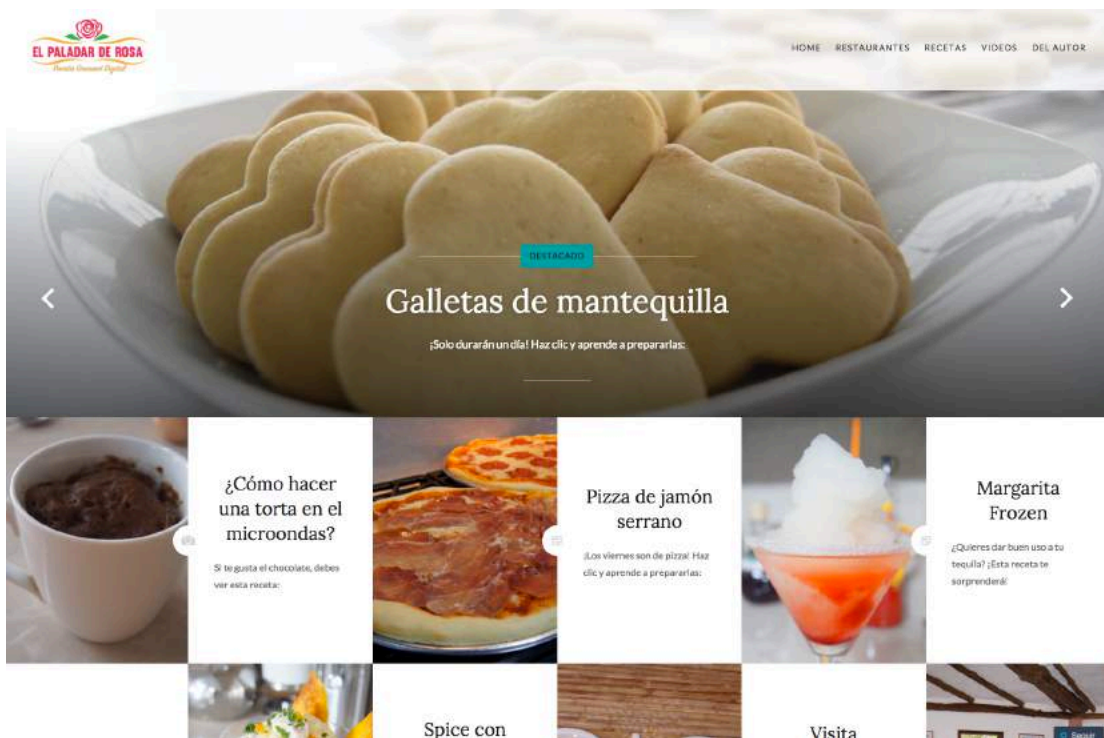 EL PALADAR DE ROSA
HOME RESTAURANTES RECETAS VIDEOS DEL AUTOR
DESTACADO
Galletas de mantequilla
¡Solo durarán un día! Haz clic y aprende a prepararlas:
¿Cómo hacer
una torta en el
microondas?
Si te gusta el chocolate, debes
ver esta receta:
Pizza de jamón
serrano
¡Los viernes son de pizza! Haz
clic y aprende a prepararlas:
Margarita
Frozen
¿Quieres dar buen uso a tu
tequila? ¡Esta receta te
sorprenderá!
Spice con
Visita
Seguir